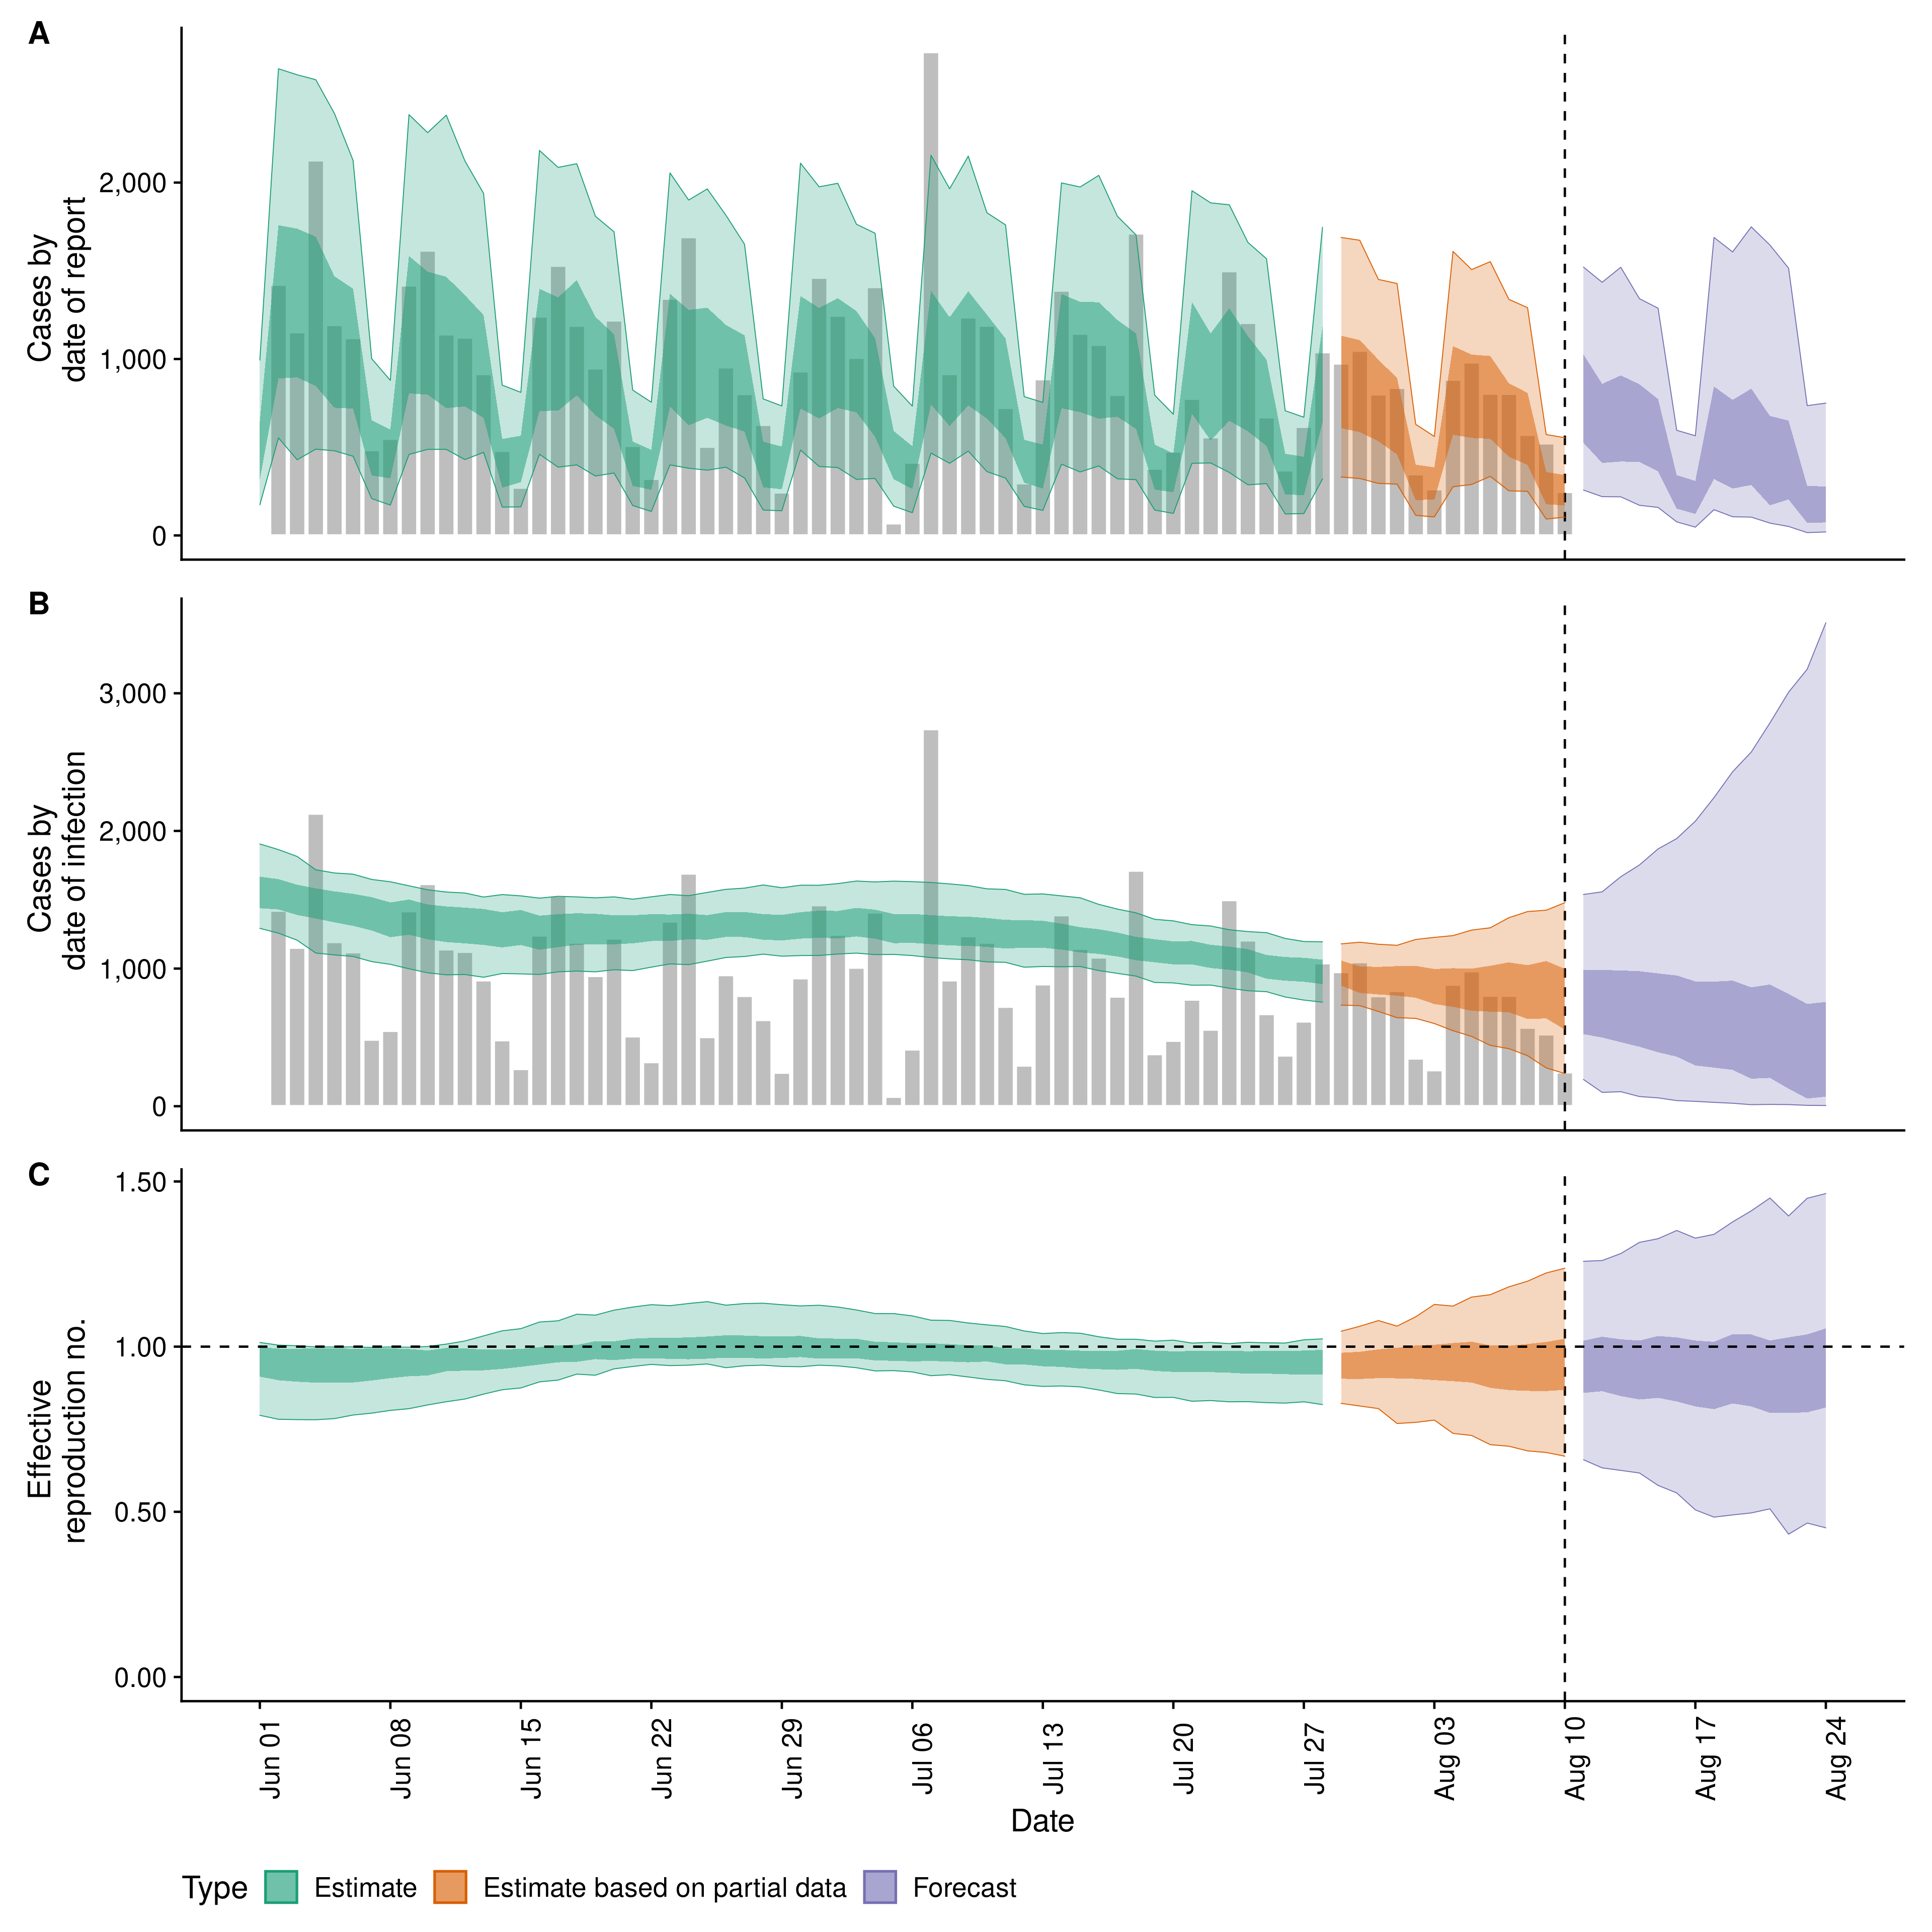 A
Cases by
date of report
2,000
1,000
0
B
Cases by
date of infection
3,000
2,000
1,000
0
C
Effective
reproduction no.
1.50
1.00
0.50
0.00
Jun 01
Jun 08
Jun 15
Jun 22
Jun 29
Jul 06
Jul 13
Jul 20
Jul 27
Aug 03
Aug 10
Aug 17
Aug 24
Date
Type Estimate Estimate based on partial data Forecast